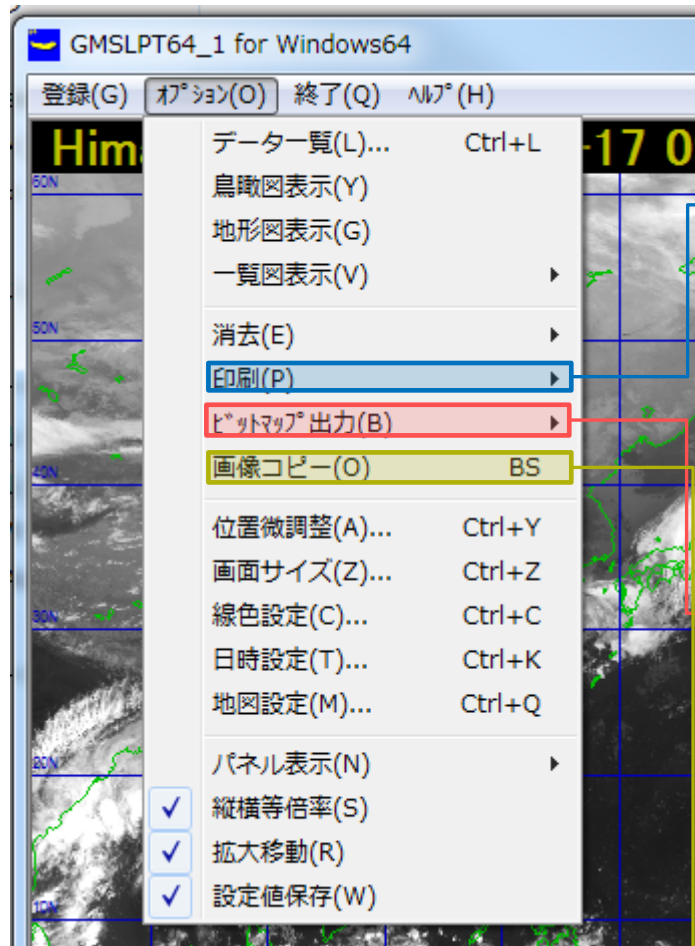 GMSLPT64_1 for Windows64
登録(G) ｵﾌﾟｼｮﾝ(O) 終了(Q) ﾍﾙﾌﾟ(H)
Him
-17 0
データ一覧(L)... Ctrl+L
鳥瞰図表示(Y)
地形図表示(G)
一覧図表示(V)
消去(E)
印刷(P)
ﾋﾞｯﾄﾏｯﾌﾟ出力(B)
画像コピー(O) BS
位置微調整(A)... Ctrl+Y
画面サイズ(Z)... Ctrl+Z
線色設定(C)... Ctrl+C
日時設定(T)... Ctrl+K
地図設定(M)... Ctrl+Q
パネル表示(N)
縦横等倍率(S)
拡大移動(R)
設定値保存(W)
60N
50N
40N
30N
20N
10N